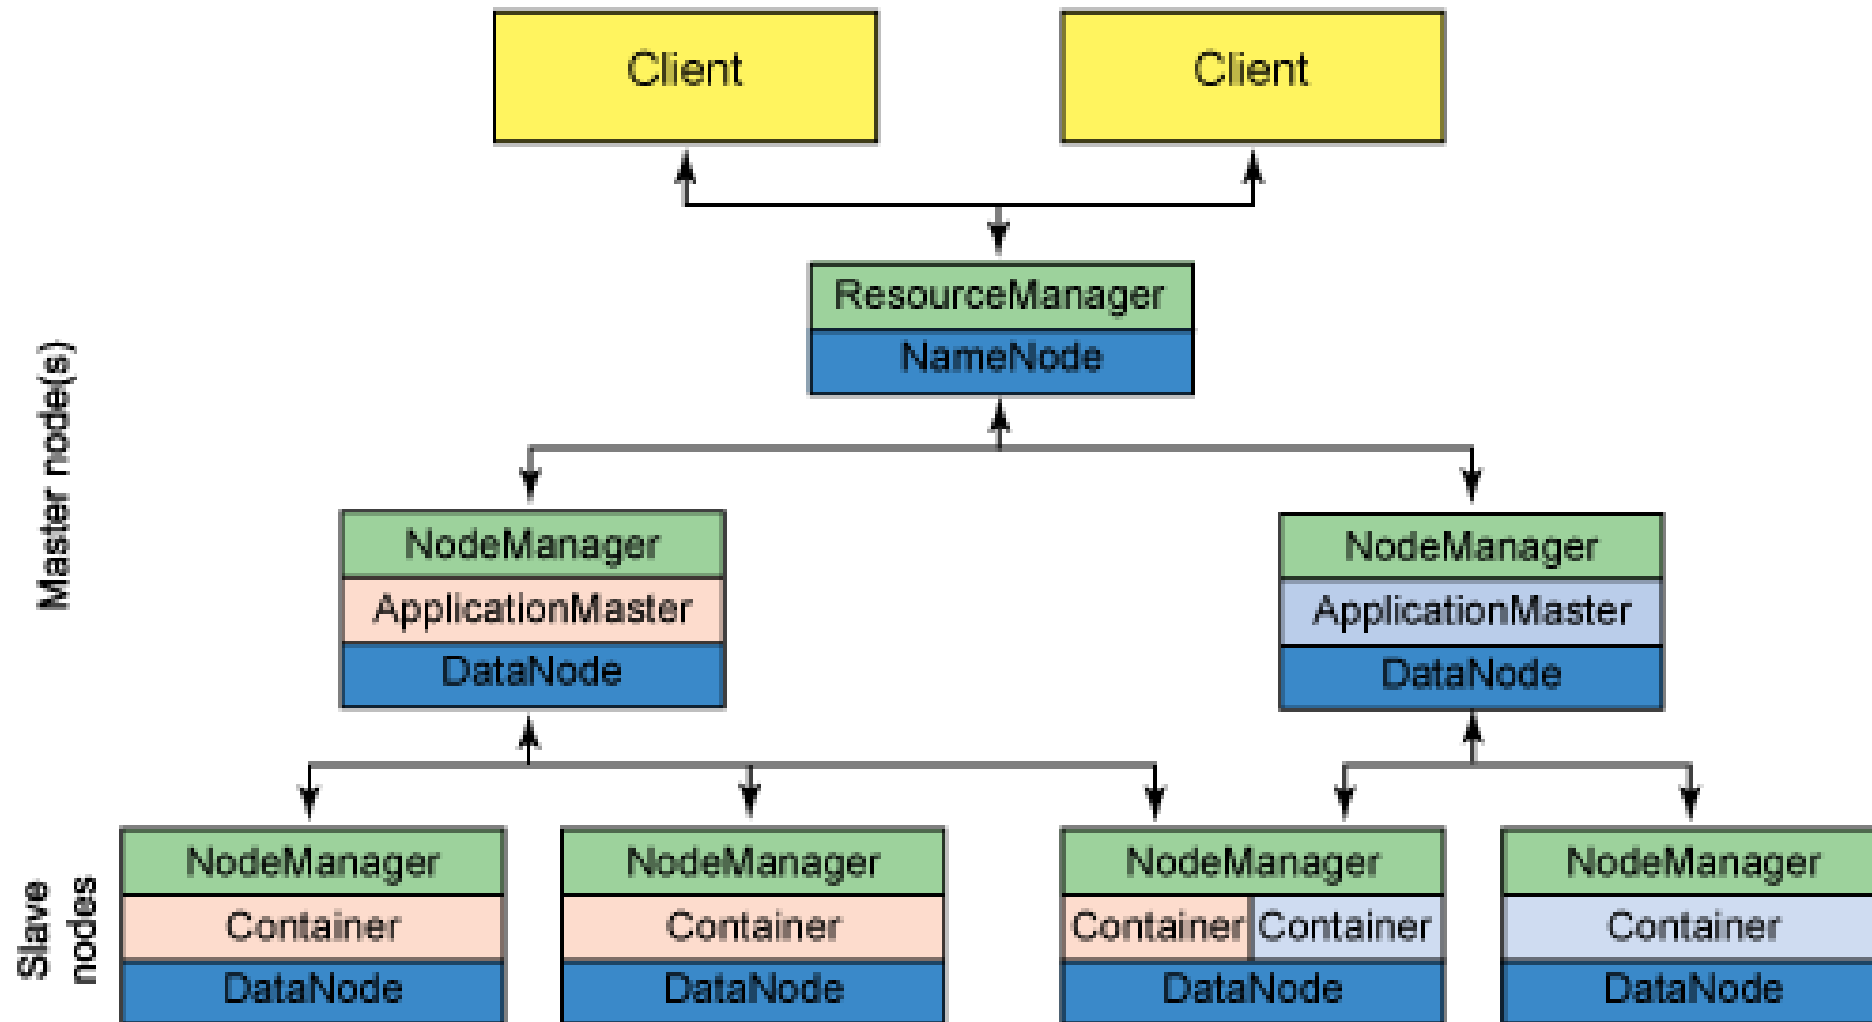 Client
Client
ResourceManager
NameNode
Master node(s)
NodeManager
ApplicationMaster
DataNode
NodeManager
ApplicationMaster
DataNode
Slave
nodes
NodeManager
Container
DataNode
NodeManager
Container
DataNode
NodeManager
Container Container
DataNode
NodeManager
Container
DataNode